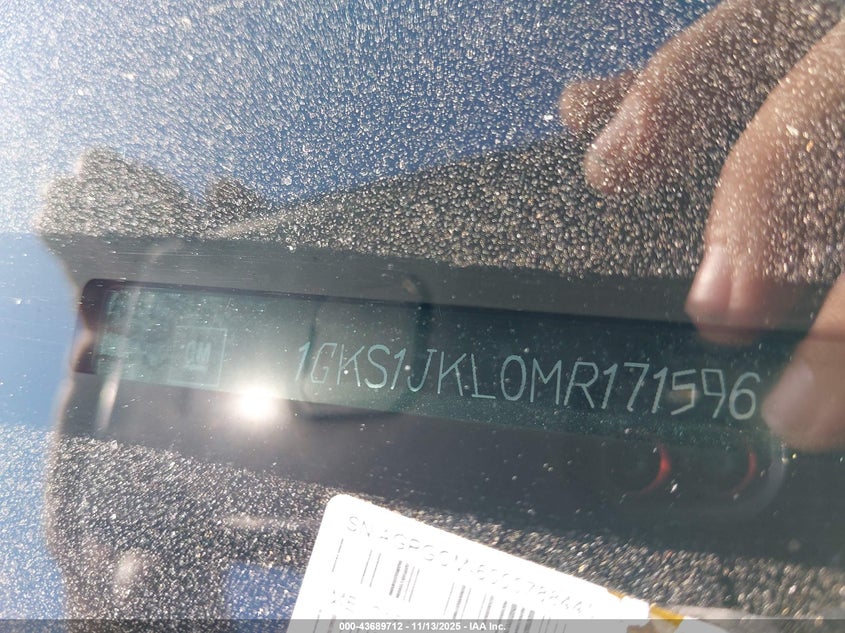 GM
1GKS1JKL0MR171596
000-43689712 - 11/13/2025 - IAA Inc.